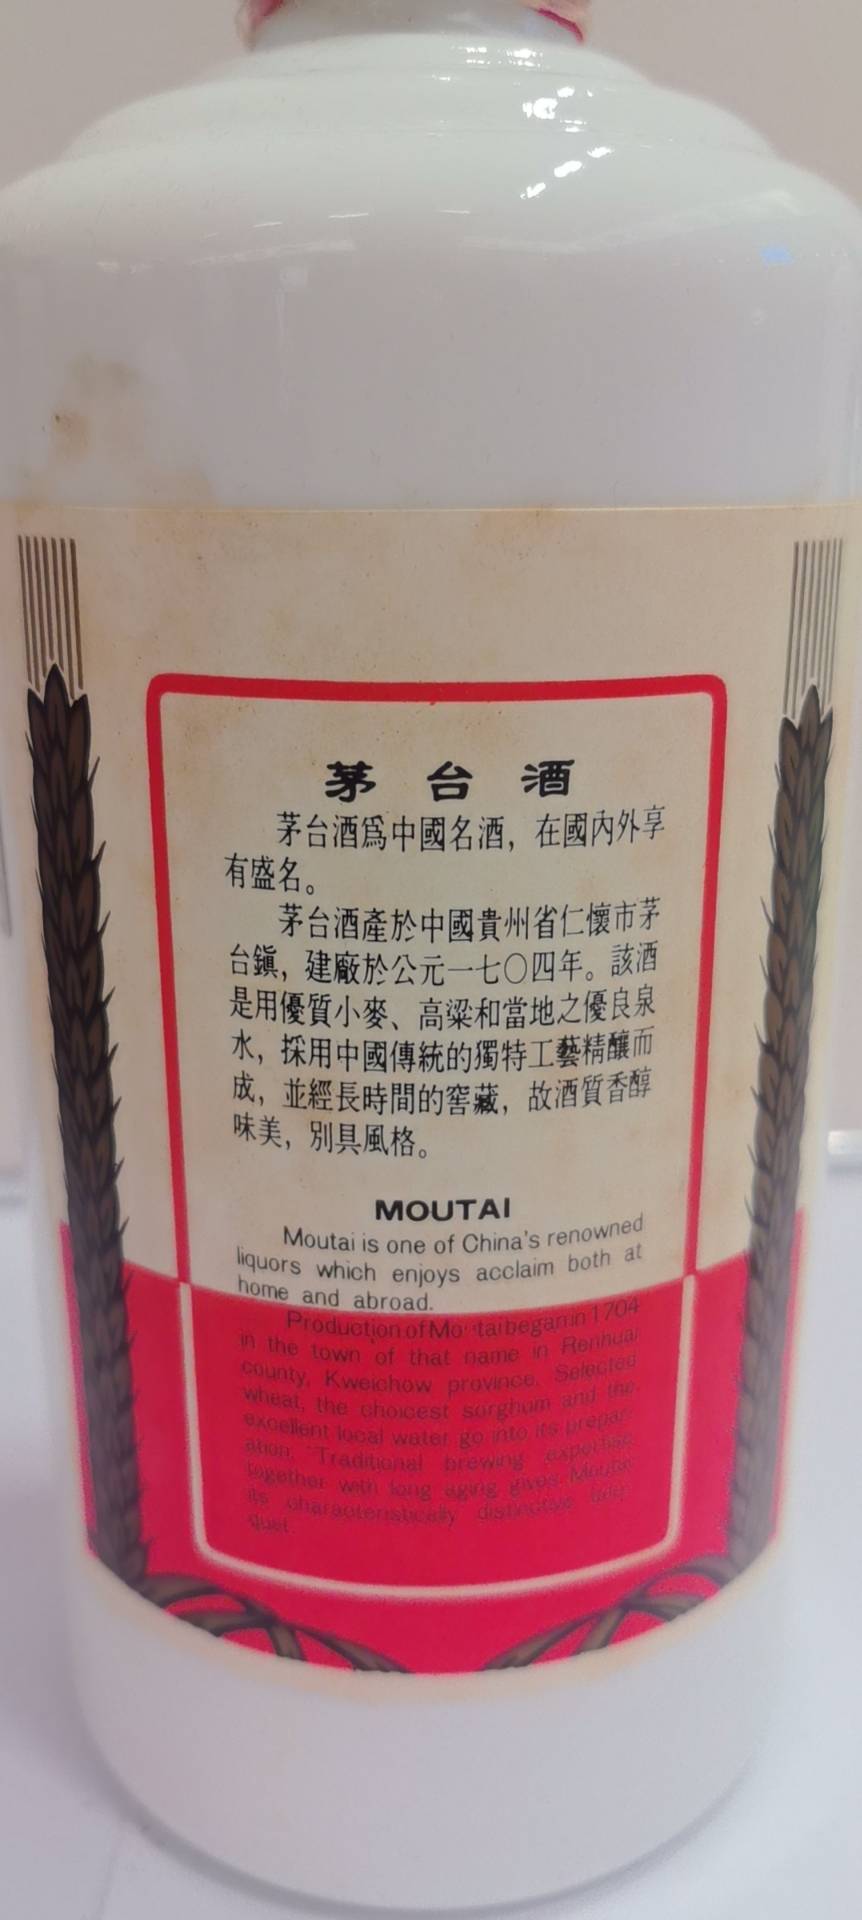 茅台酒
茅台酒爲中國名酒，在國內外享
有盛名。
茅台酒產於中國貴州省仁懷市茅
台鎮，建廠於公元一七〇四年。該酒
是用優質小麥、高粱和當地之優良泉
水，採用中國傳統的獨特工藝精釀而
成，並經長時間的窖藏，故酒質香醇
味美，別具風格。
MOUTAI
Moutai is one of China's renowned
liquors which enjoys acclaim both at
home and abroad.
Production of Moutai began in 1704
in the town of that name in Renhuai
county, Kweichow province. Selected
wheat, the choicest sorghum and the
excellent local water go into its prepar-
ation. Traditional brewing expertise
together with long aging gives Moutai
its characteristically distinctive bou-
quet.